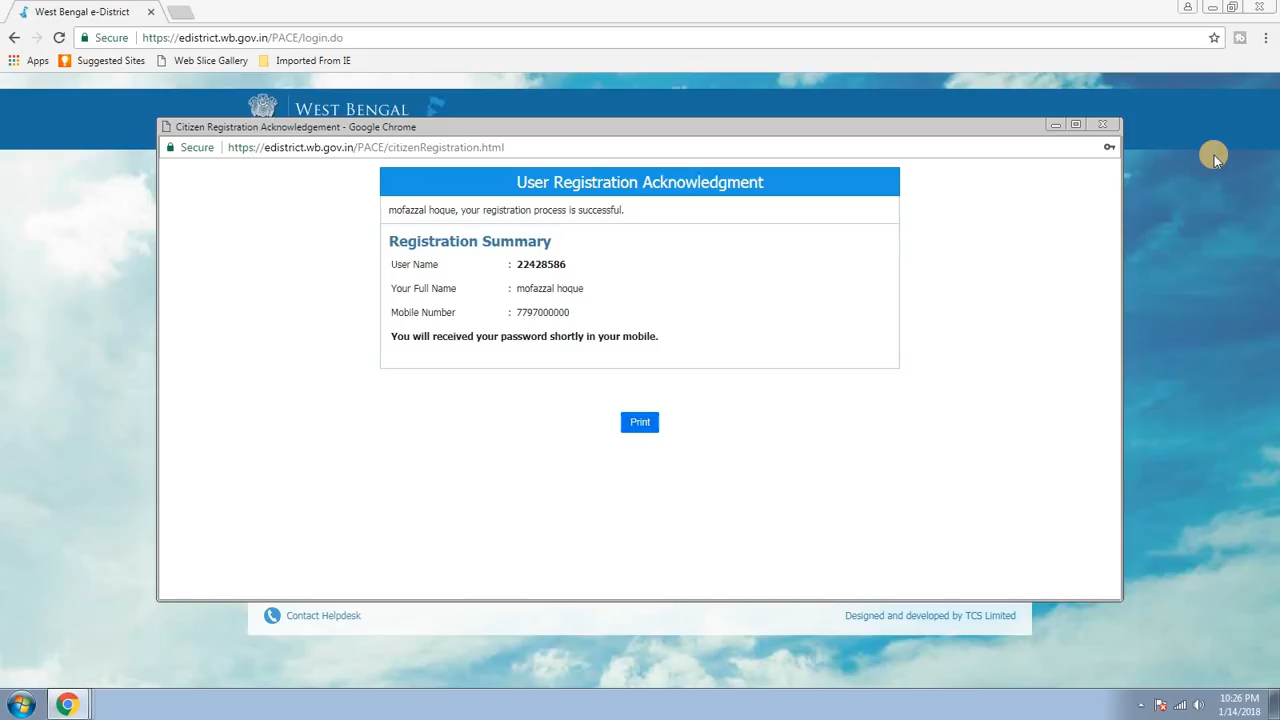 West Bengal e-District
Secure https://edistrict.wb.gov.in/PACE/login.do
Apps Suggested Sites Web Slice Gallery Imported From IE
WEST BENGAL
Citizen Registration Acknowledgement - Google Chrome
Secure https://edistrict.wb.gov.in/PACE/citizenRegistration.html
User Registration Acknowledgment
mofazzal hoque, your registration process is successful.
Registration Summary
User Name : 22428586
Your Full Name : mofazzal hoque
Mobile Number : 7797000000
You will received your password shortly in your mobile.
Print
Contact Helpdesk Designed and developed by TCS Limited
10:26 PM
1/14/2018